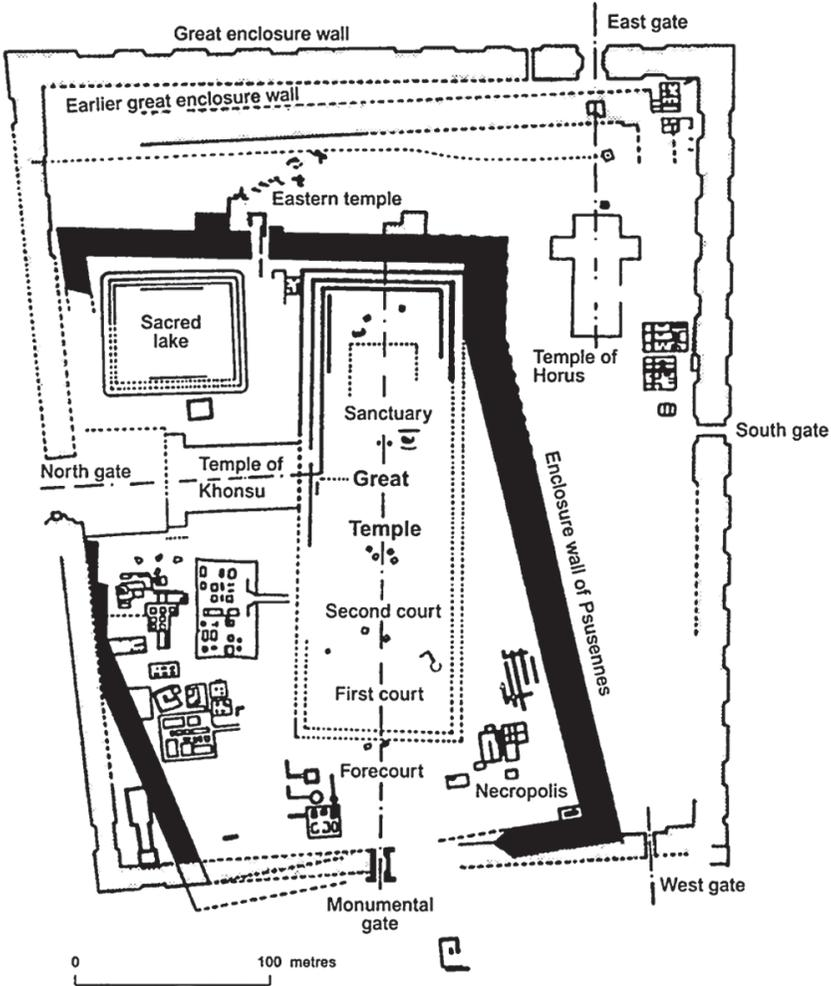 East gate
Great enclosure wall
Earlier great enclosure wall
Eastern temple
Sacred
lake
Temple of
Horus
Sanctuary
South gate
North gate
Temple of
Khonsu
Great
Temple
Enclosure wall of Psusennes
Second court
First court
Forecourt
Necropolis
West gate
Monumental
gate
0 100 metres